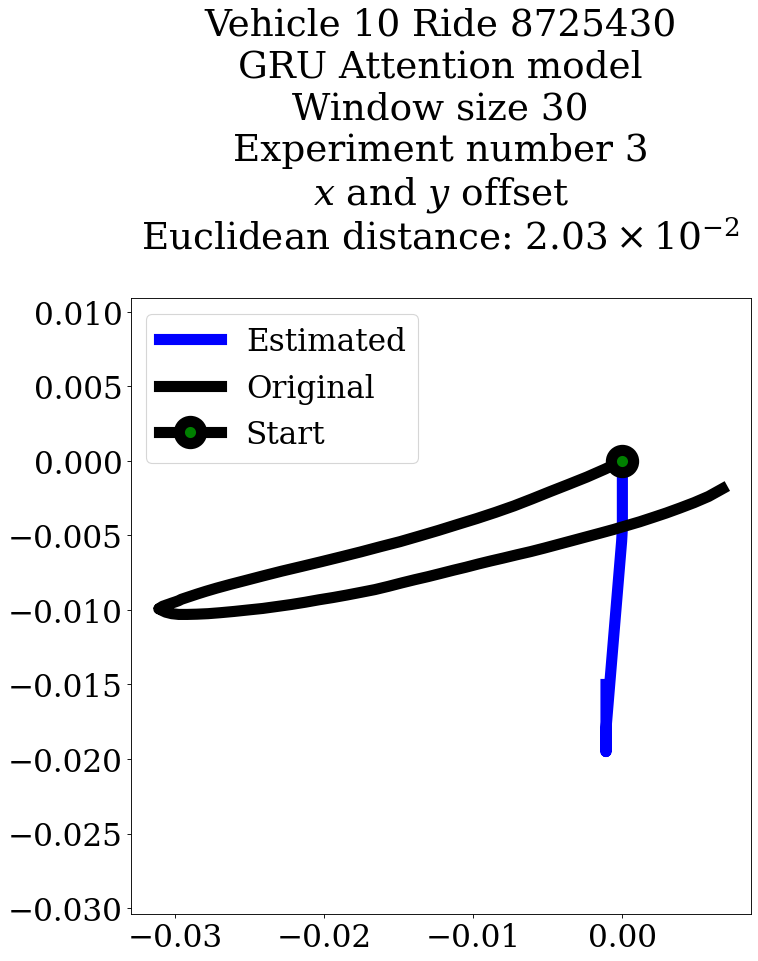 Vehicle 10 Ride 8725430
GRU Attention model
Window size 30
Experiment number 3
x and y offset
Euclidean distance: 2.03 × 10⁻²
Estimated
Original
Start
0.010
0.005
0.000
−0.005
−0.010
−0.015
−0.020
−0.025
−0.030
−0.03
−0.02
−0.01
0.00